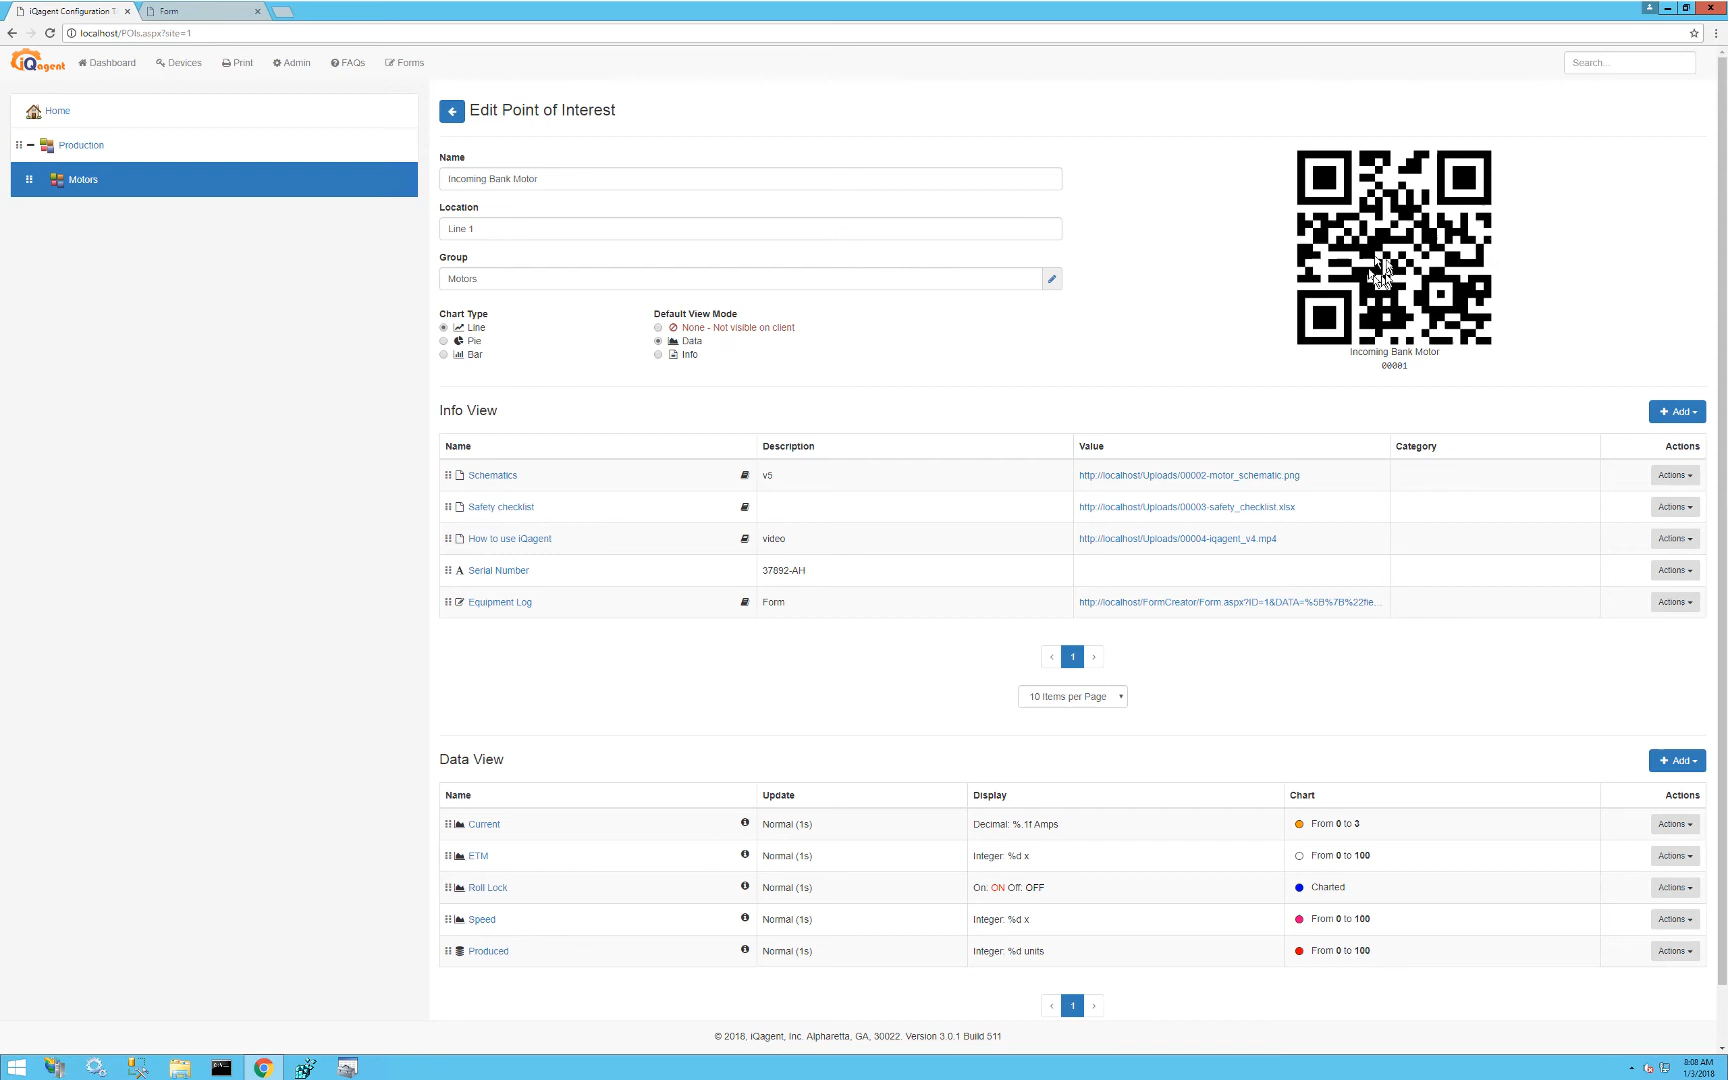 iQagent Configuration T
Form
localhost/POIs.aspx?site=1
iQagent
Dashboard
Devices
Print
Admin
FAQs
Forms
Search...
Home
Production
Motors
Edit Point of Interest
Name
Incoming Bank Motor
Location
Line 1
Group
Motors
Chart Type
Line
Pie
Bar
Default View Mode
None - Not visible on client
Data
Info
Incoming Bank Motor
00001
Info View
Add
Name Description Value Category Actions
Schematics v5 http://localhost/Uploads/00002-motor_schematic.png Actions
Safety checklist http://localhost/Uploads/00003-safety_checklist.xlsx Actions
How to use iQagent video http://localhost/Uploads/00004-iqagent_v4.mp4 Actions
A Serial Number 37892-AH Actions
Equipment Log Form http://localhost/FormCreator/Form.aspx?ID=1&DATA=%5B%7B%22fie... Actions
‹ 1 ›
10 Items per Page
Data View
Add
Name Update Display Chart Actions
Current Normal (1s) Decimal: %.1f Amps From 0 to 3 Actions
ETM Normal (1s) Integer: %d x From 0 to 100 Actions
Roll Lock Normal (1s) On: ON Off: OFF Charted Actions
Speed Normal (1s) Integer: %d x From 0 to 100 Actions
Produced Normal (1s) Integer: %d units From 0 to 100 Actions
‹ 1 ›
© 2018, iQagent, Inc. Alpharetta, GA, 30022. Version 3.0.1 Build 511
8:08 AM
1/3/2018